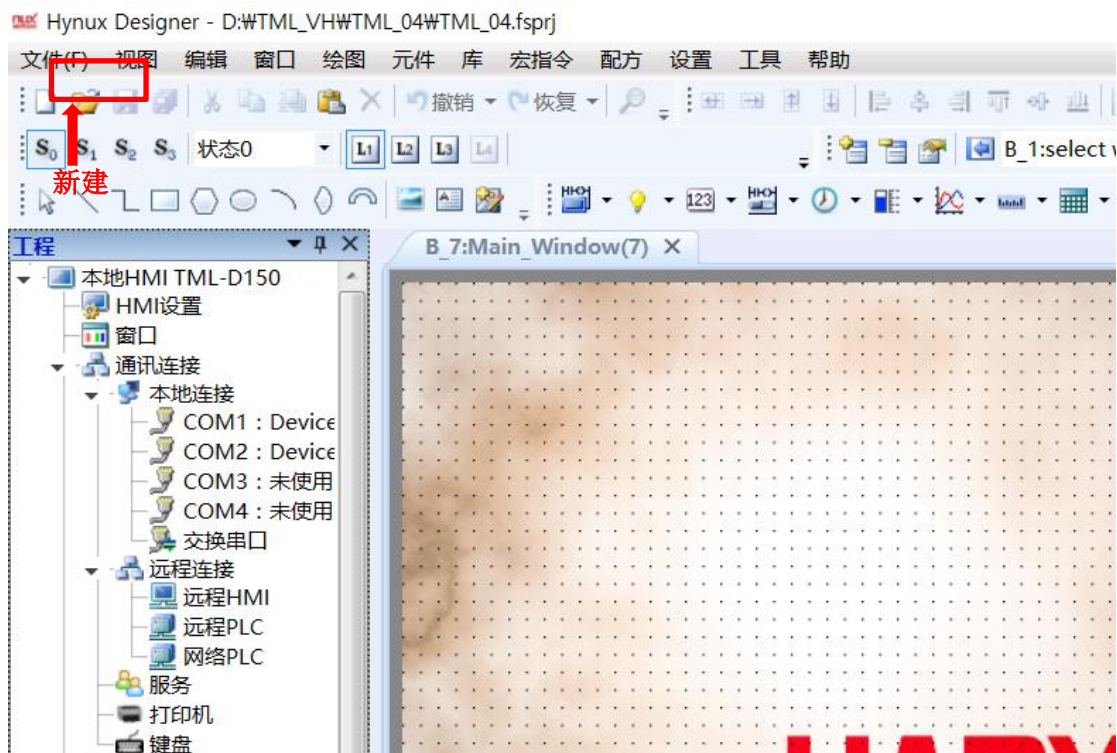 Hynux Designer - D:₩TML_VH₩TML_04₩TML_04.fsprj
文件(F) 视图 编辑 窗口 绘图 元件 库 宏指令 配方 设置 工具 帮助
撤销 恢复
S0 S1 S2 S3 状态0 L1 L2 L3 L4 B_1:select
新建
123
工程
B_7:Main_Window(7)
本地HMI TML-D150
HMI设置
窗口
通讯连接
本地连接
COM1：Device
COM2：Device
COM3：未使用
COM4：未使用
交换串口
远程连接
远程HMI
远程PLC
网络PLC
服务
打印机
键盘